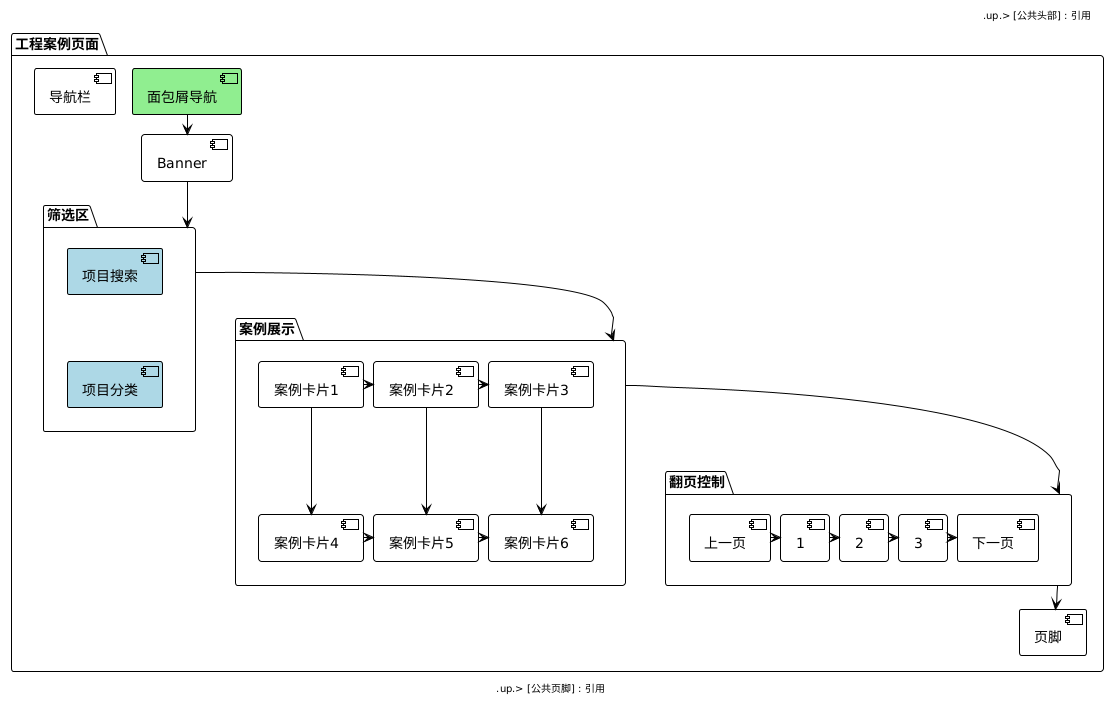 .up.> [公共头部] : 引用
工程案例页面
导航栏
面包屑导航
Banner
筛选区
项目搜索
项目分类
案例展示
案例卡片1
案例卡片2
案例卡片3
案例卡片4
案例卡片5
案例卡片6
翻页控制
上一页
1
2
3
下一页
页脚
.up.> [公共页脚] : 引用